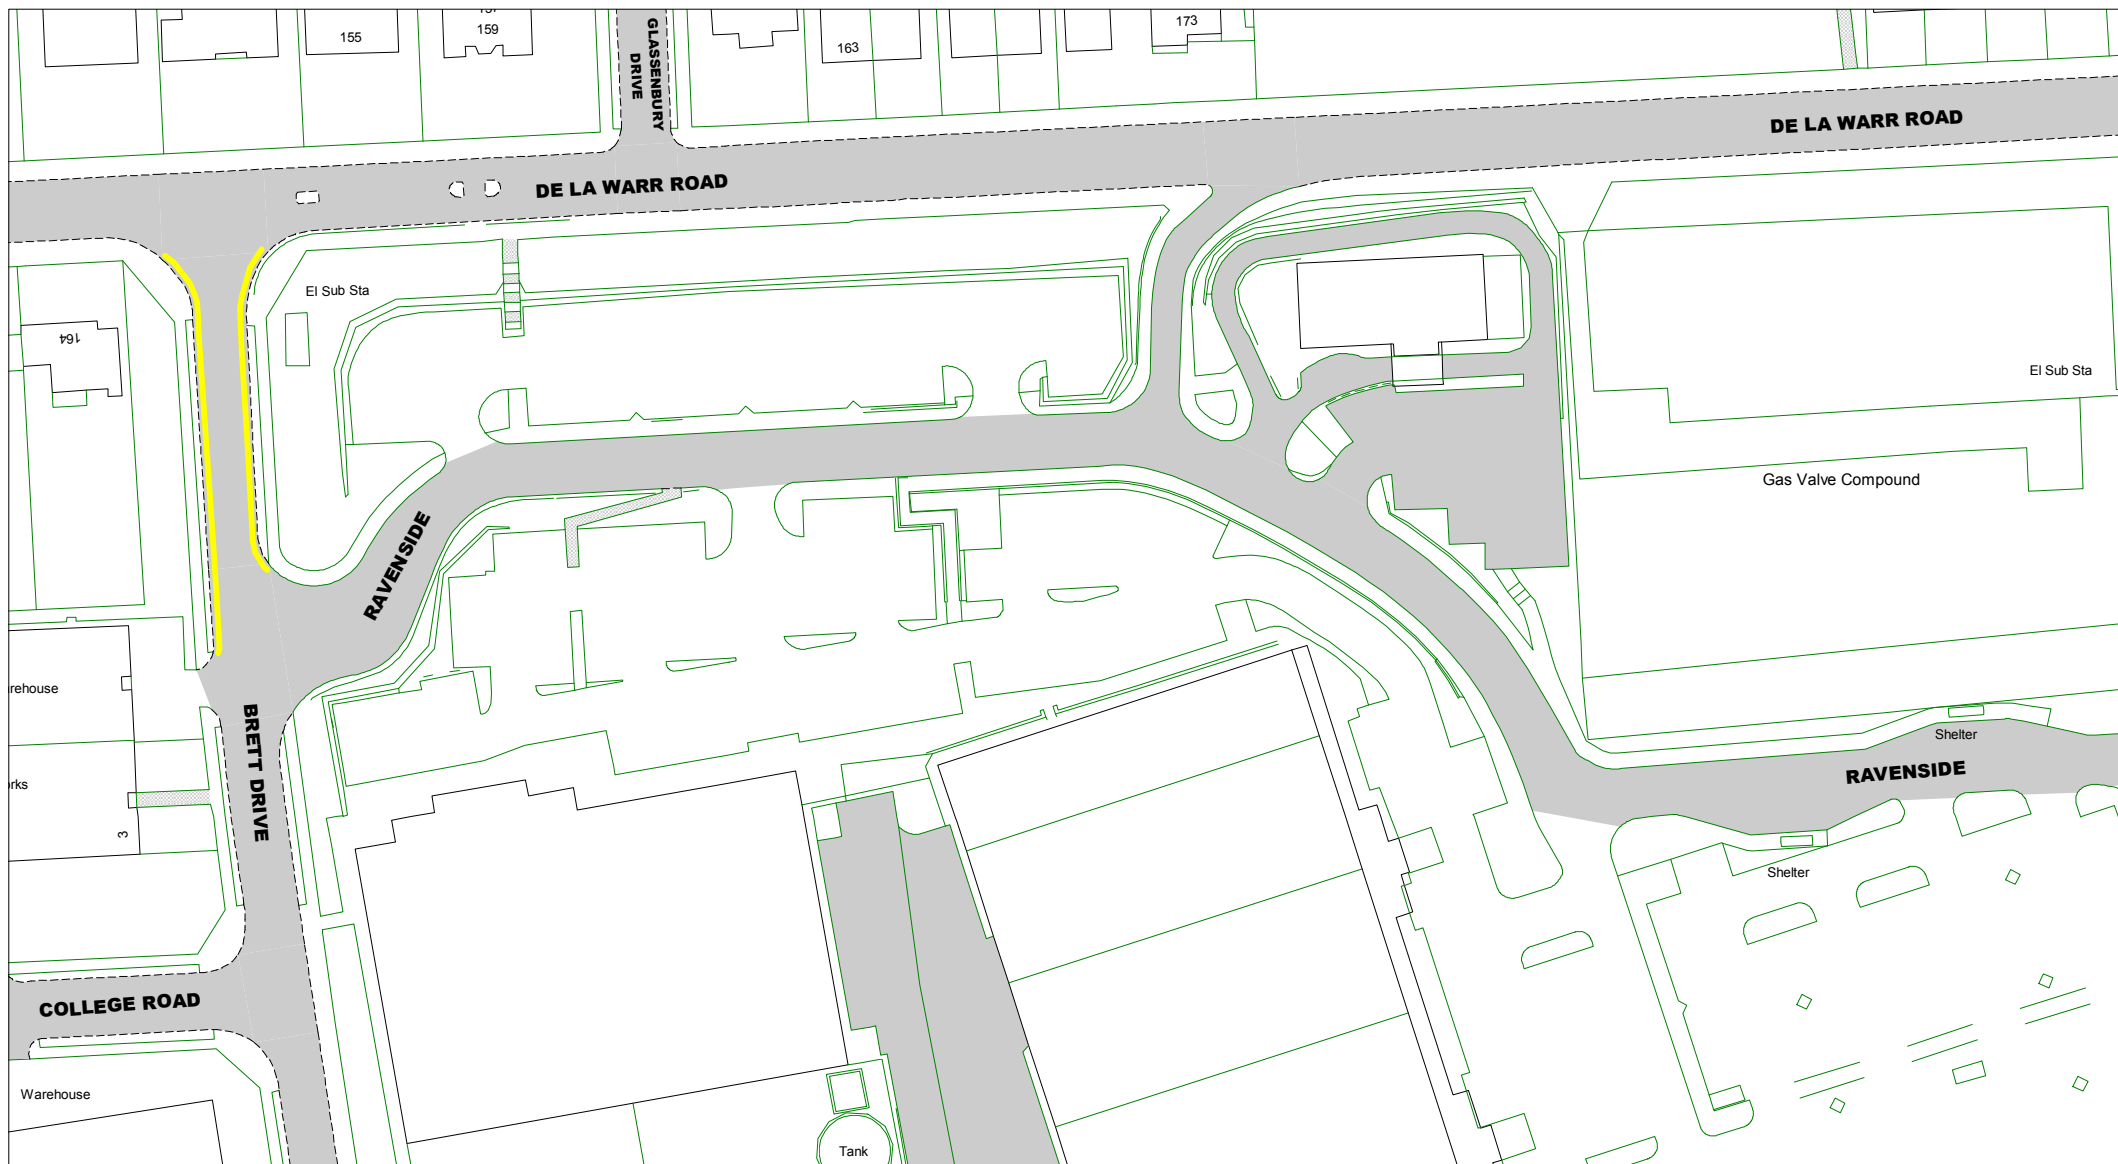 159
155
163
173
GLASSENBURY
DRIVE
DE LA WARR ROAD
DE LA WARR ROAD
El Sub Sta
164
El Sub Sta
Gas Valve Compound
RAVENSIDE
rehouse
BRETT DRIVE
Shelter
RAVENSIDE
rks
3
Shelter
COLLEGE ROAD
Warehouse
Tank